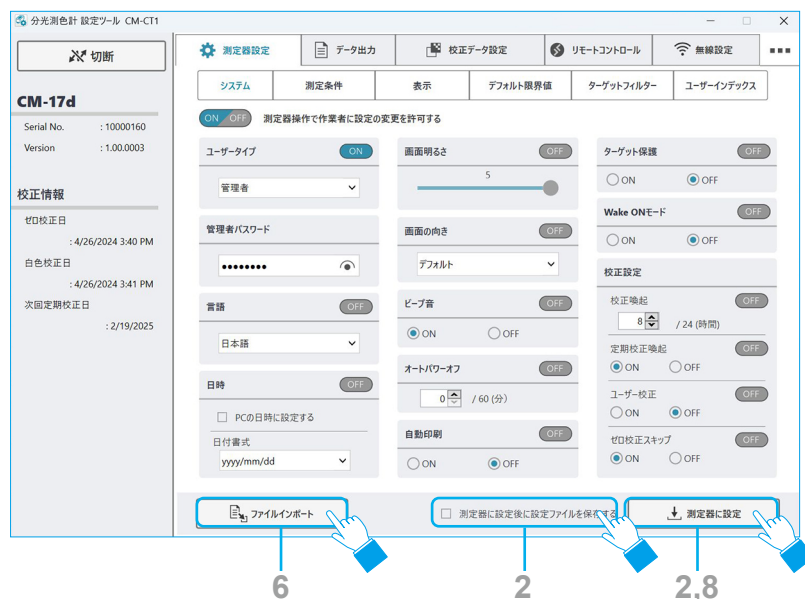 分光測色計 設定ツール CM-CT1
切断
測定器設定
データ出力
校正データ設定
リモートコントロール
無線設定
CM-17d
Serial No. : 10000160
Version : 1.00.0003
校正情報
ゼロ校正日
: 4/26/2024 3:40 PM
白色校正日
: 4/26/2024 3:41 PM
次回定期校正日
: 2/19/2025
システム
測定条件
表示
デフォルト限界値
ターゲットフィルター
ユーザーインデックス
ON OFF 測定器操作で作業者に設定の変更を許可する
ユーザータイプ ON
管理者
管理者パスワード
言語 OFF
日本語
日時 OFF
PCの日時に設定する
日付書式
yyyy/mm/dd
画面明るさ OFF
5
画面の向き OFF
デフォルト
ビープ音 OFF
ON OFF
オートパワーオフ OFF
0 / 60 (分)
自動印刷 OFF
ON OFF
ターゲット保護 OFF
ON OFF
Wake ONモード OFF
ON OFF
校正設定
校正喚起 OFF
8 / 24 (時間)
定期校正喚起 OFF
ON OFF
ユーザー校正 OFF
ON OFF
ゼロ校正スキップ OFF
ON OFF
ファイルインポート
測定器に設定後に設定ファイルを保存する
測定器に設定
6
2
2,8